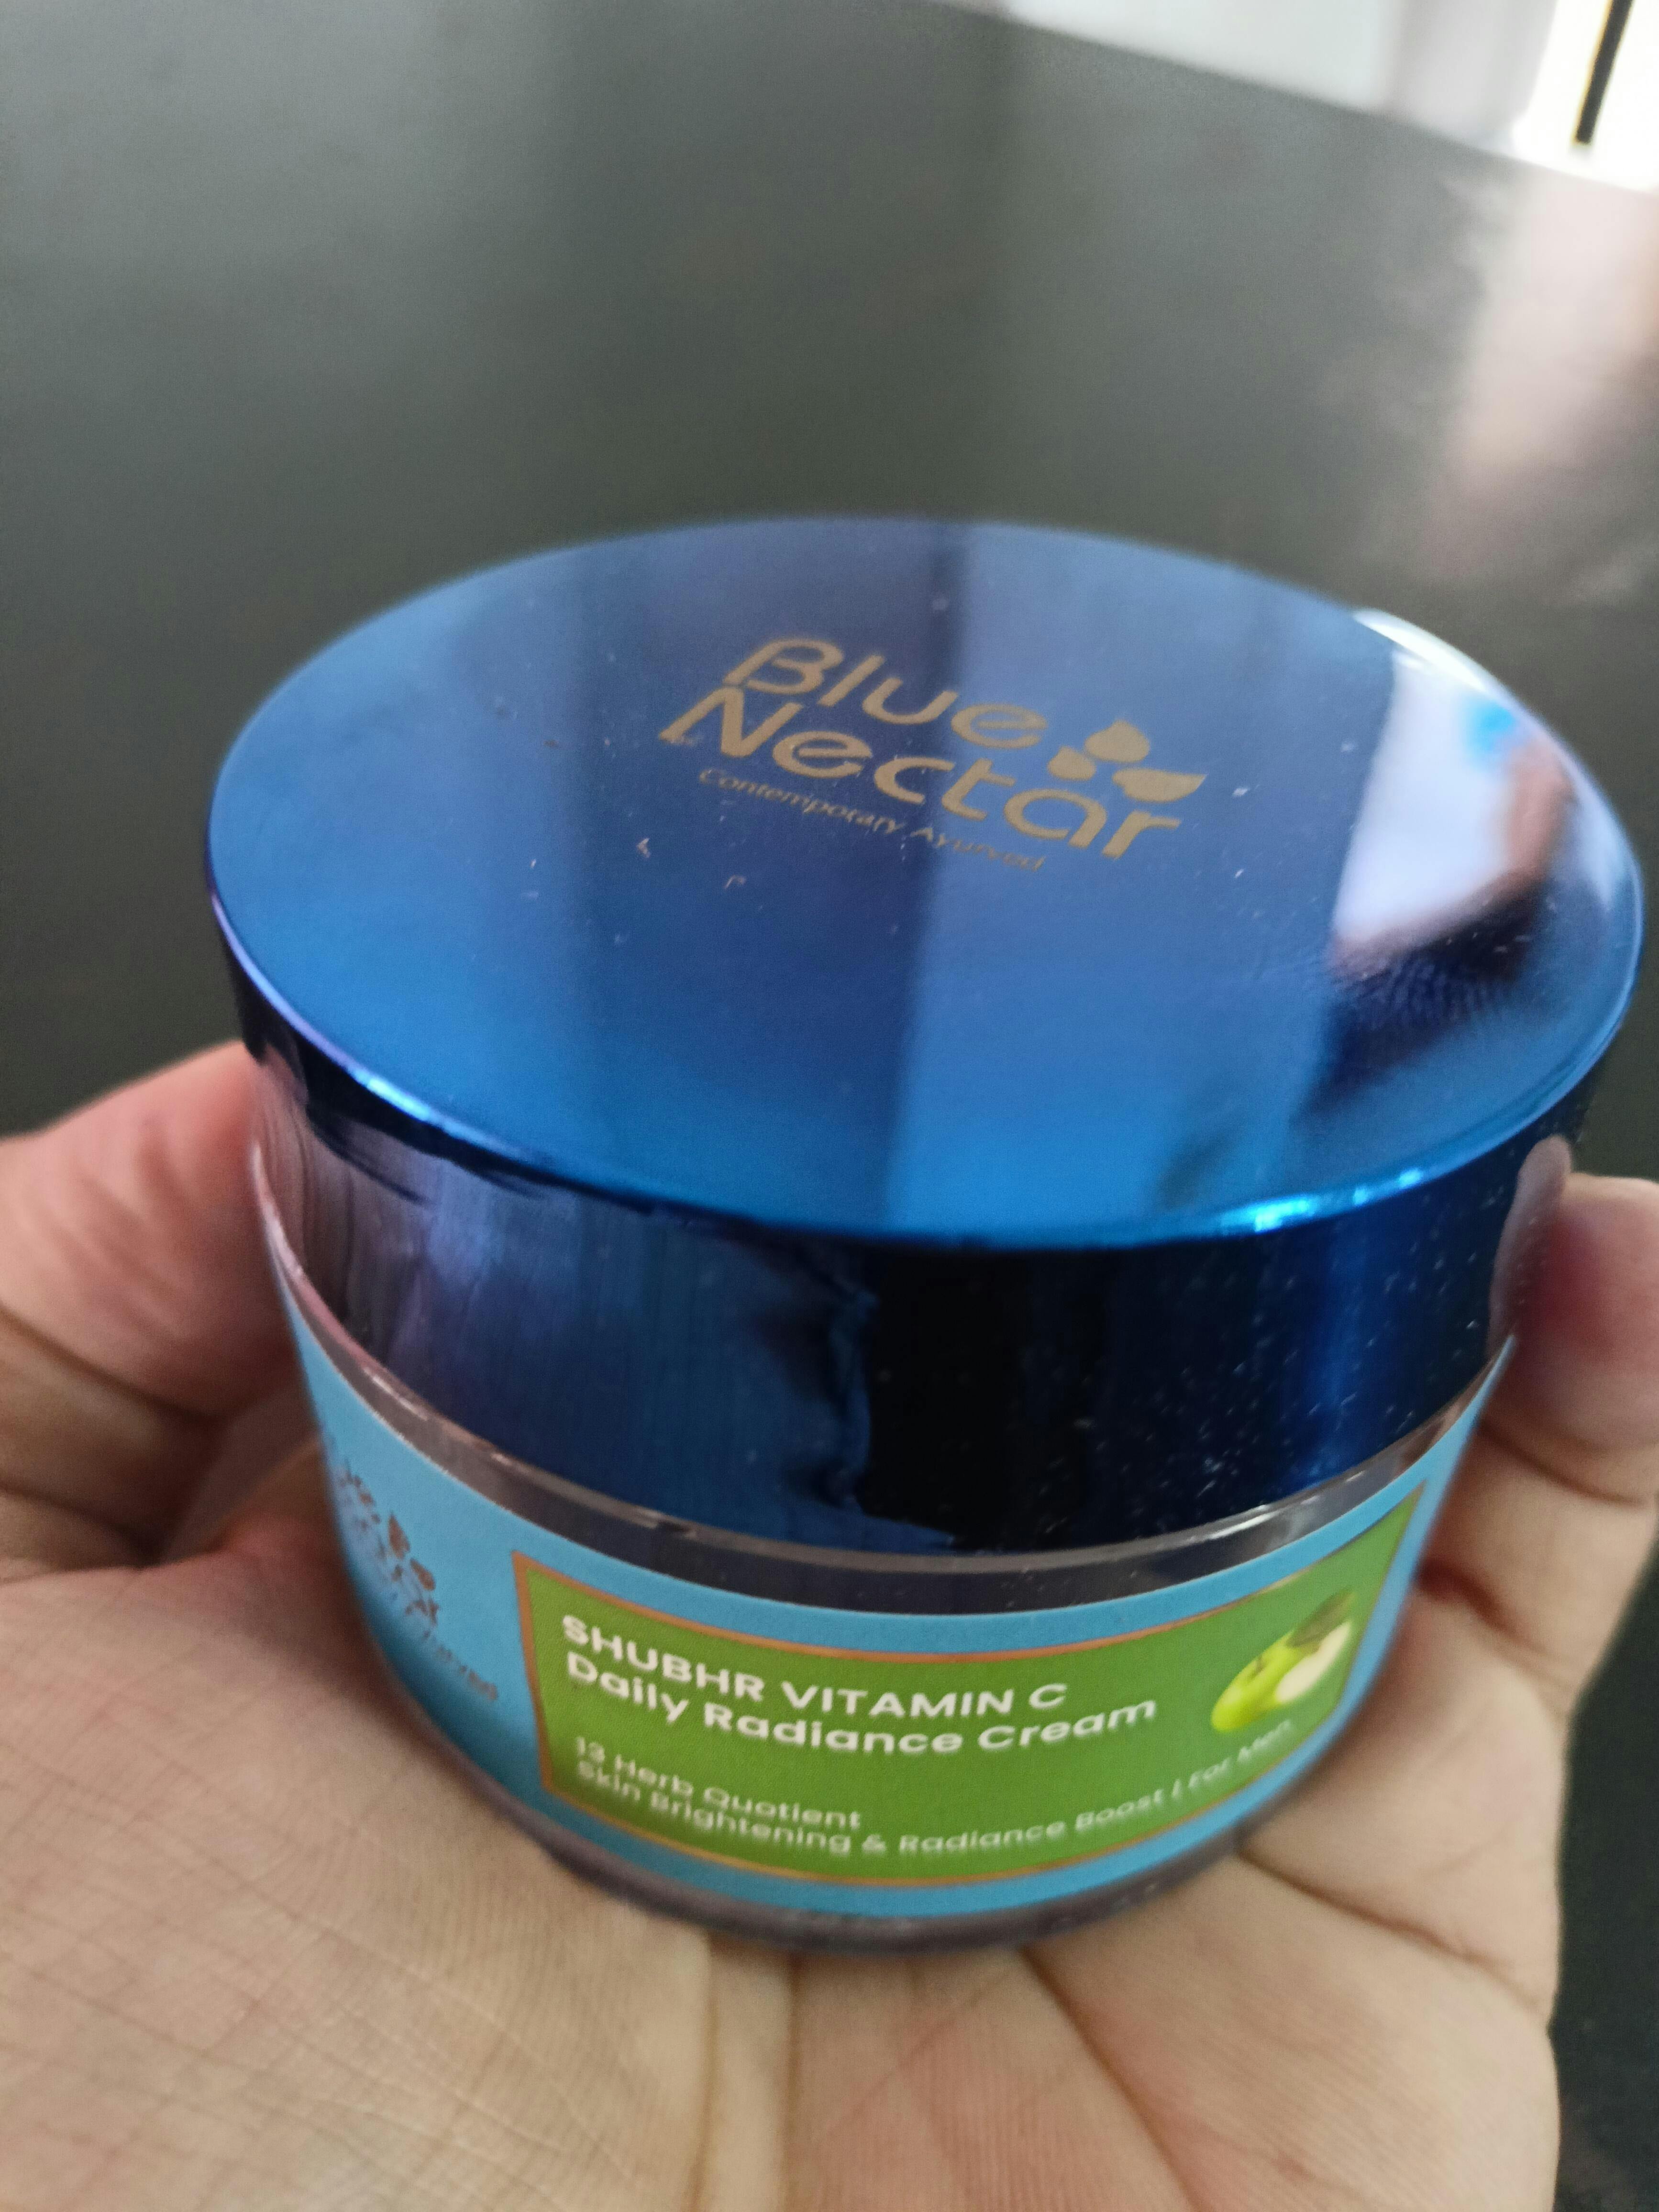 Blue
Nectar
Contemporary Ayurved
SHUBHR VITAMIN C
Daily Radiance Cream
13 Herb Quotient
Skin Brightening & Radiance Boost | For Men